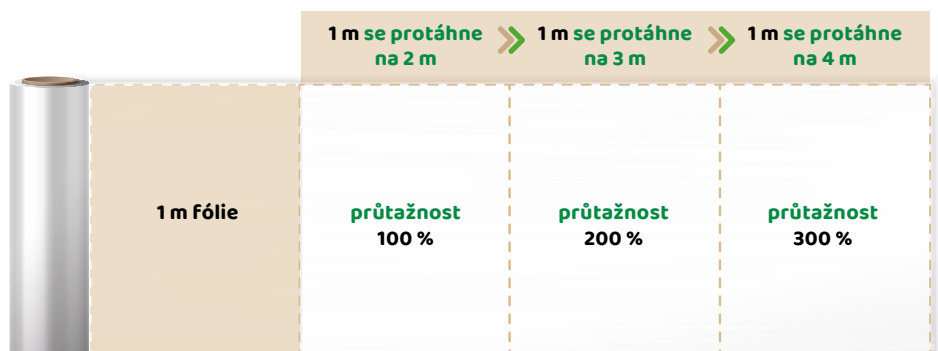 1 m se protáhne
na 2 m
1 m se protáhne
na 3 m
1 m se protáhne
na 4 m
1 m fólie
průtažnost
100 %
průtažnost
200 %
průtažnost
300 %